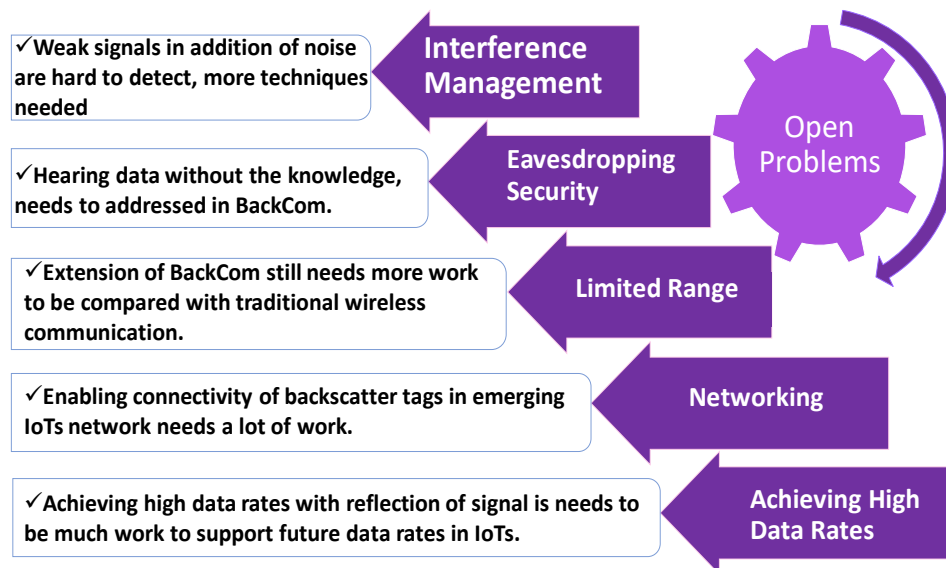 ✓Weak signals in addition of noise
are hard to detect, more techniques
needed
Interference
Management
Open
Problems
✓Hearing data without the knowledge,
needs to addressed in BackCom.
Eavesdropping
Security
✓Extension of BackCom still needs more work
to be compared with traditional wireless
communication.
Limited Range
✓Enabling connectivity of backscatter tags in emerging
IoTs network needs a lot of work.
Networking
✓Achieving high data rates with reflection of signal is needs to
be much work to support future data rates in IoTs.
Achieving High
Data Rates